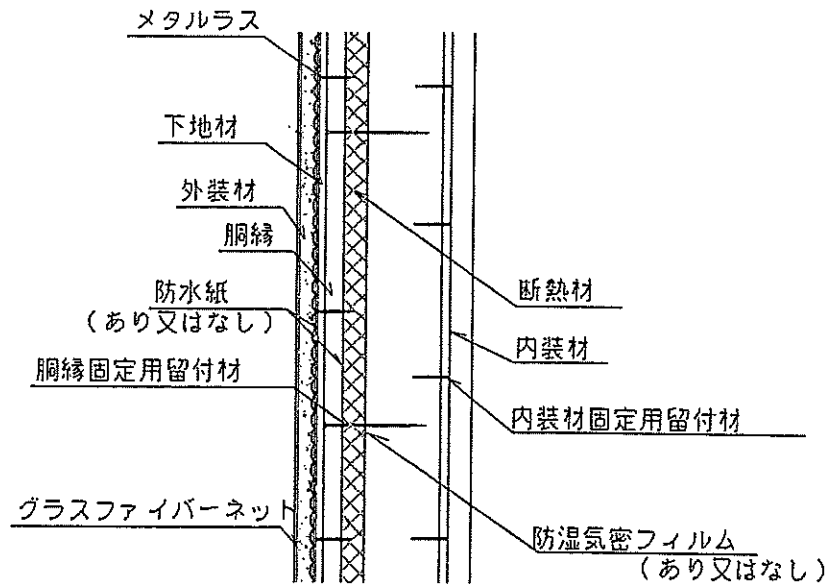 メタルラス
下地材
外装材
胴縁
防水紙
(あり又はなし)
胴縁固定用留付材
グラスファイバーネット
断熱材
内装材
内装材固定用留付材
防湿気密フィルム
(あり又はなし)